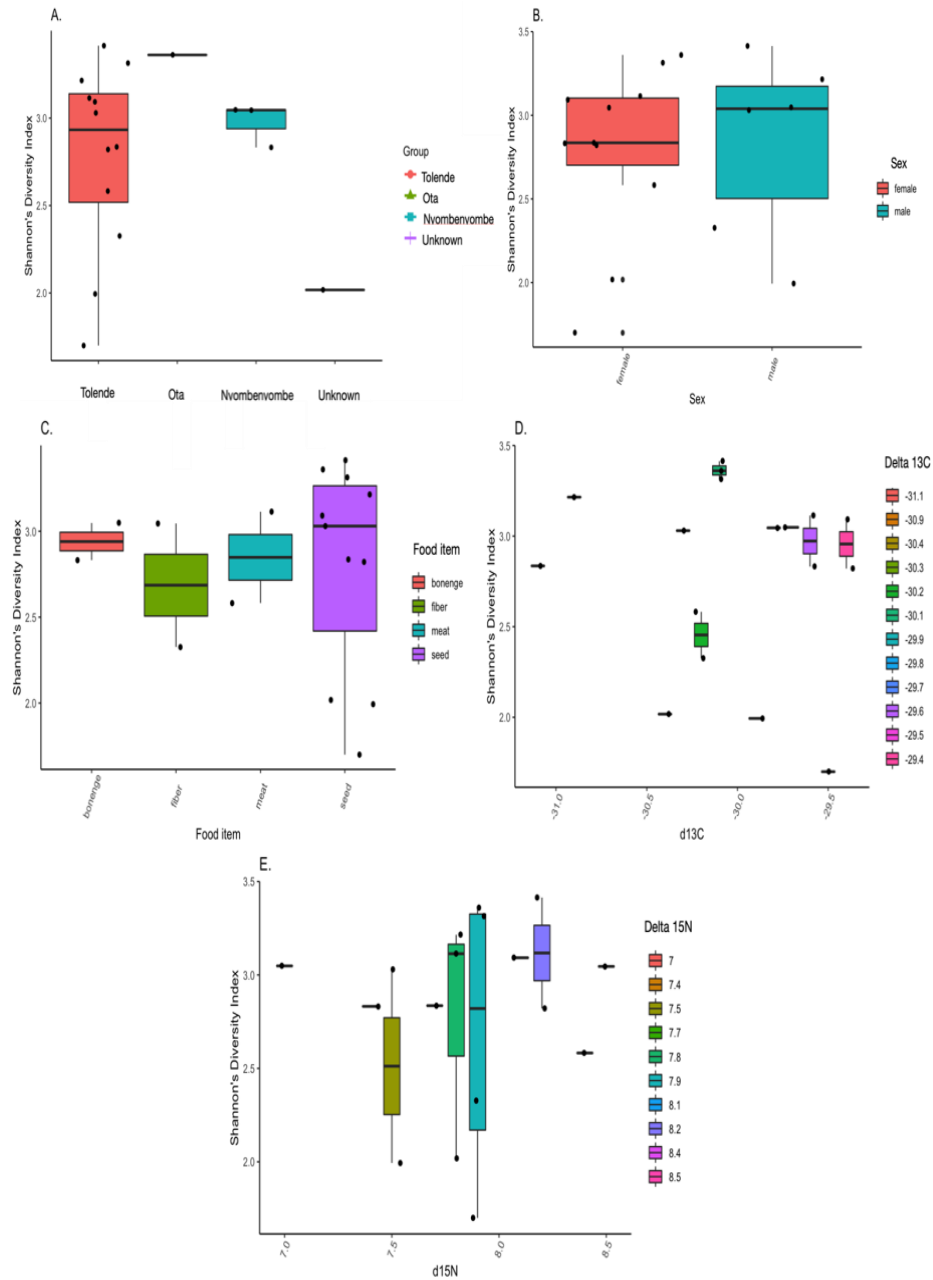 A.
Shannon's Diversity Index
3.0
2.5
2.0
Tolende
Ota
Nvombenvombe
Unknown
Group
Tolende
Ota
Nvombenvombe
Unknown
B.
Shannon's Diversity Index
3.5
3.0
2.5
2.0
female
male
Sex
Sex
female
male
C.
Shannon's Diversity Index
3.0
2.5
2.0
bonenge
fiber
meat
seed
Food item
Food item
bonenge
fiber
meat
seed
D.
Shannon's Diversity Index
3.5
3.0
2.5
2.0
-31.0
-30.5
-30.0
-29.5
d13C
Delta 13C
-31.1
-30.9
-30.4
-30.3
-30.2
-30.1
-29.9
-29.8
-29.7
-29.6
-29.5
-29.4
E.
Shannon's Diversity Index
3.5
3.0
2.5
2.0
7.0
7.5
8.0
8.5
d15N
Delta 15N
7
7.4
7.5
7.7
7.8
7.9
8.1
8.2
8.4
8.5